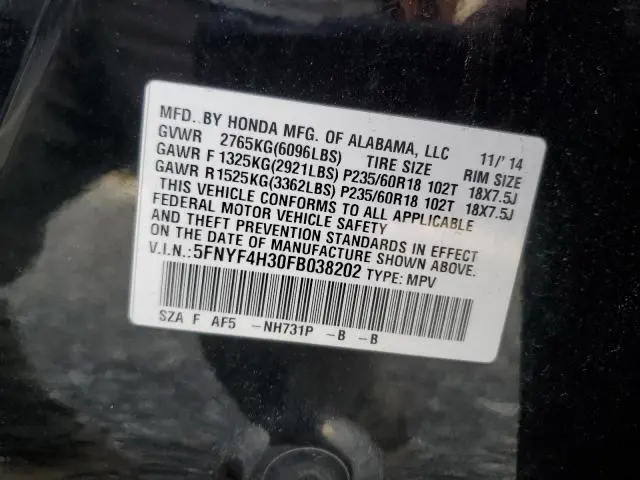 MFD. BY HONDA MFG. OF ALABAMA, LLC 11/'14
GVWR 2765KG(6096LBS) TIRE SIZE RIM SIZE
GAWR F 1325KG(2921LBS) P235/60R18 102T 18X7.5J
GAWR R1525KG(3362LBS) P235/60R18 102T 18X7.5J
THIS VEHICLE CONFORMS TO ALL APPLICABLE
FEDERAL MOTOR VEHICLE SAFETY
AND THEFT PREVENTION STANDARDS IN EFFECT
ON THE DATE OF MANUFACTURE SHOWN ABOVE.
V.I.N.:5FNYF4H30FB038202 TYPE: MPV
SZA F AF5 -NH731P -B -B